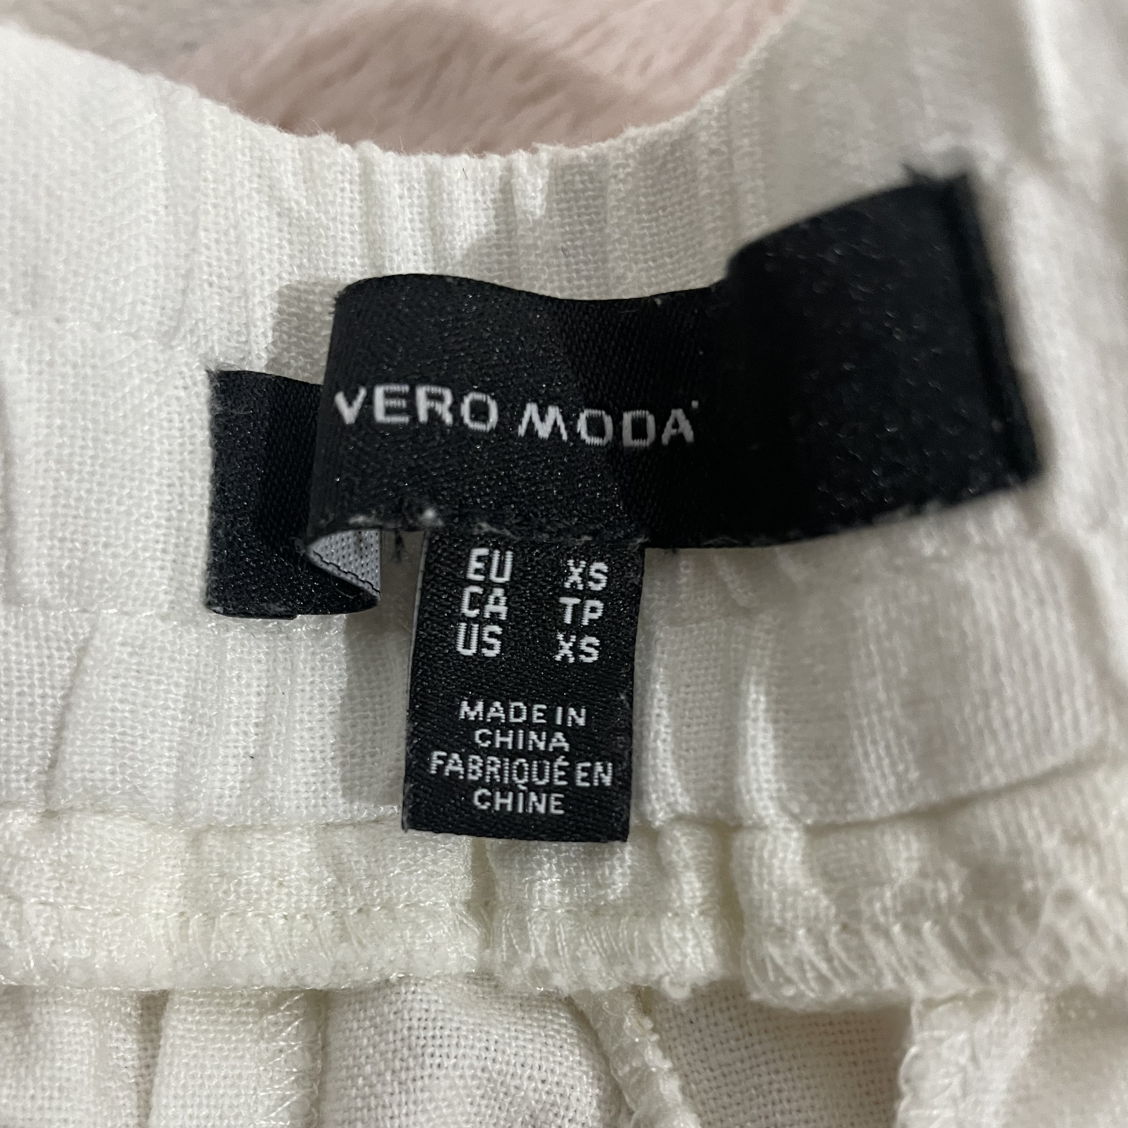 VERO MODA
EU XS
CA TP
US XS
MADE IN
CHINA
FABRIQUÉ EN
CHINE